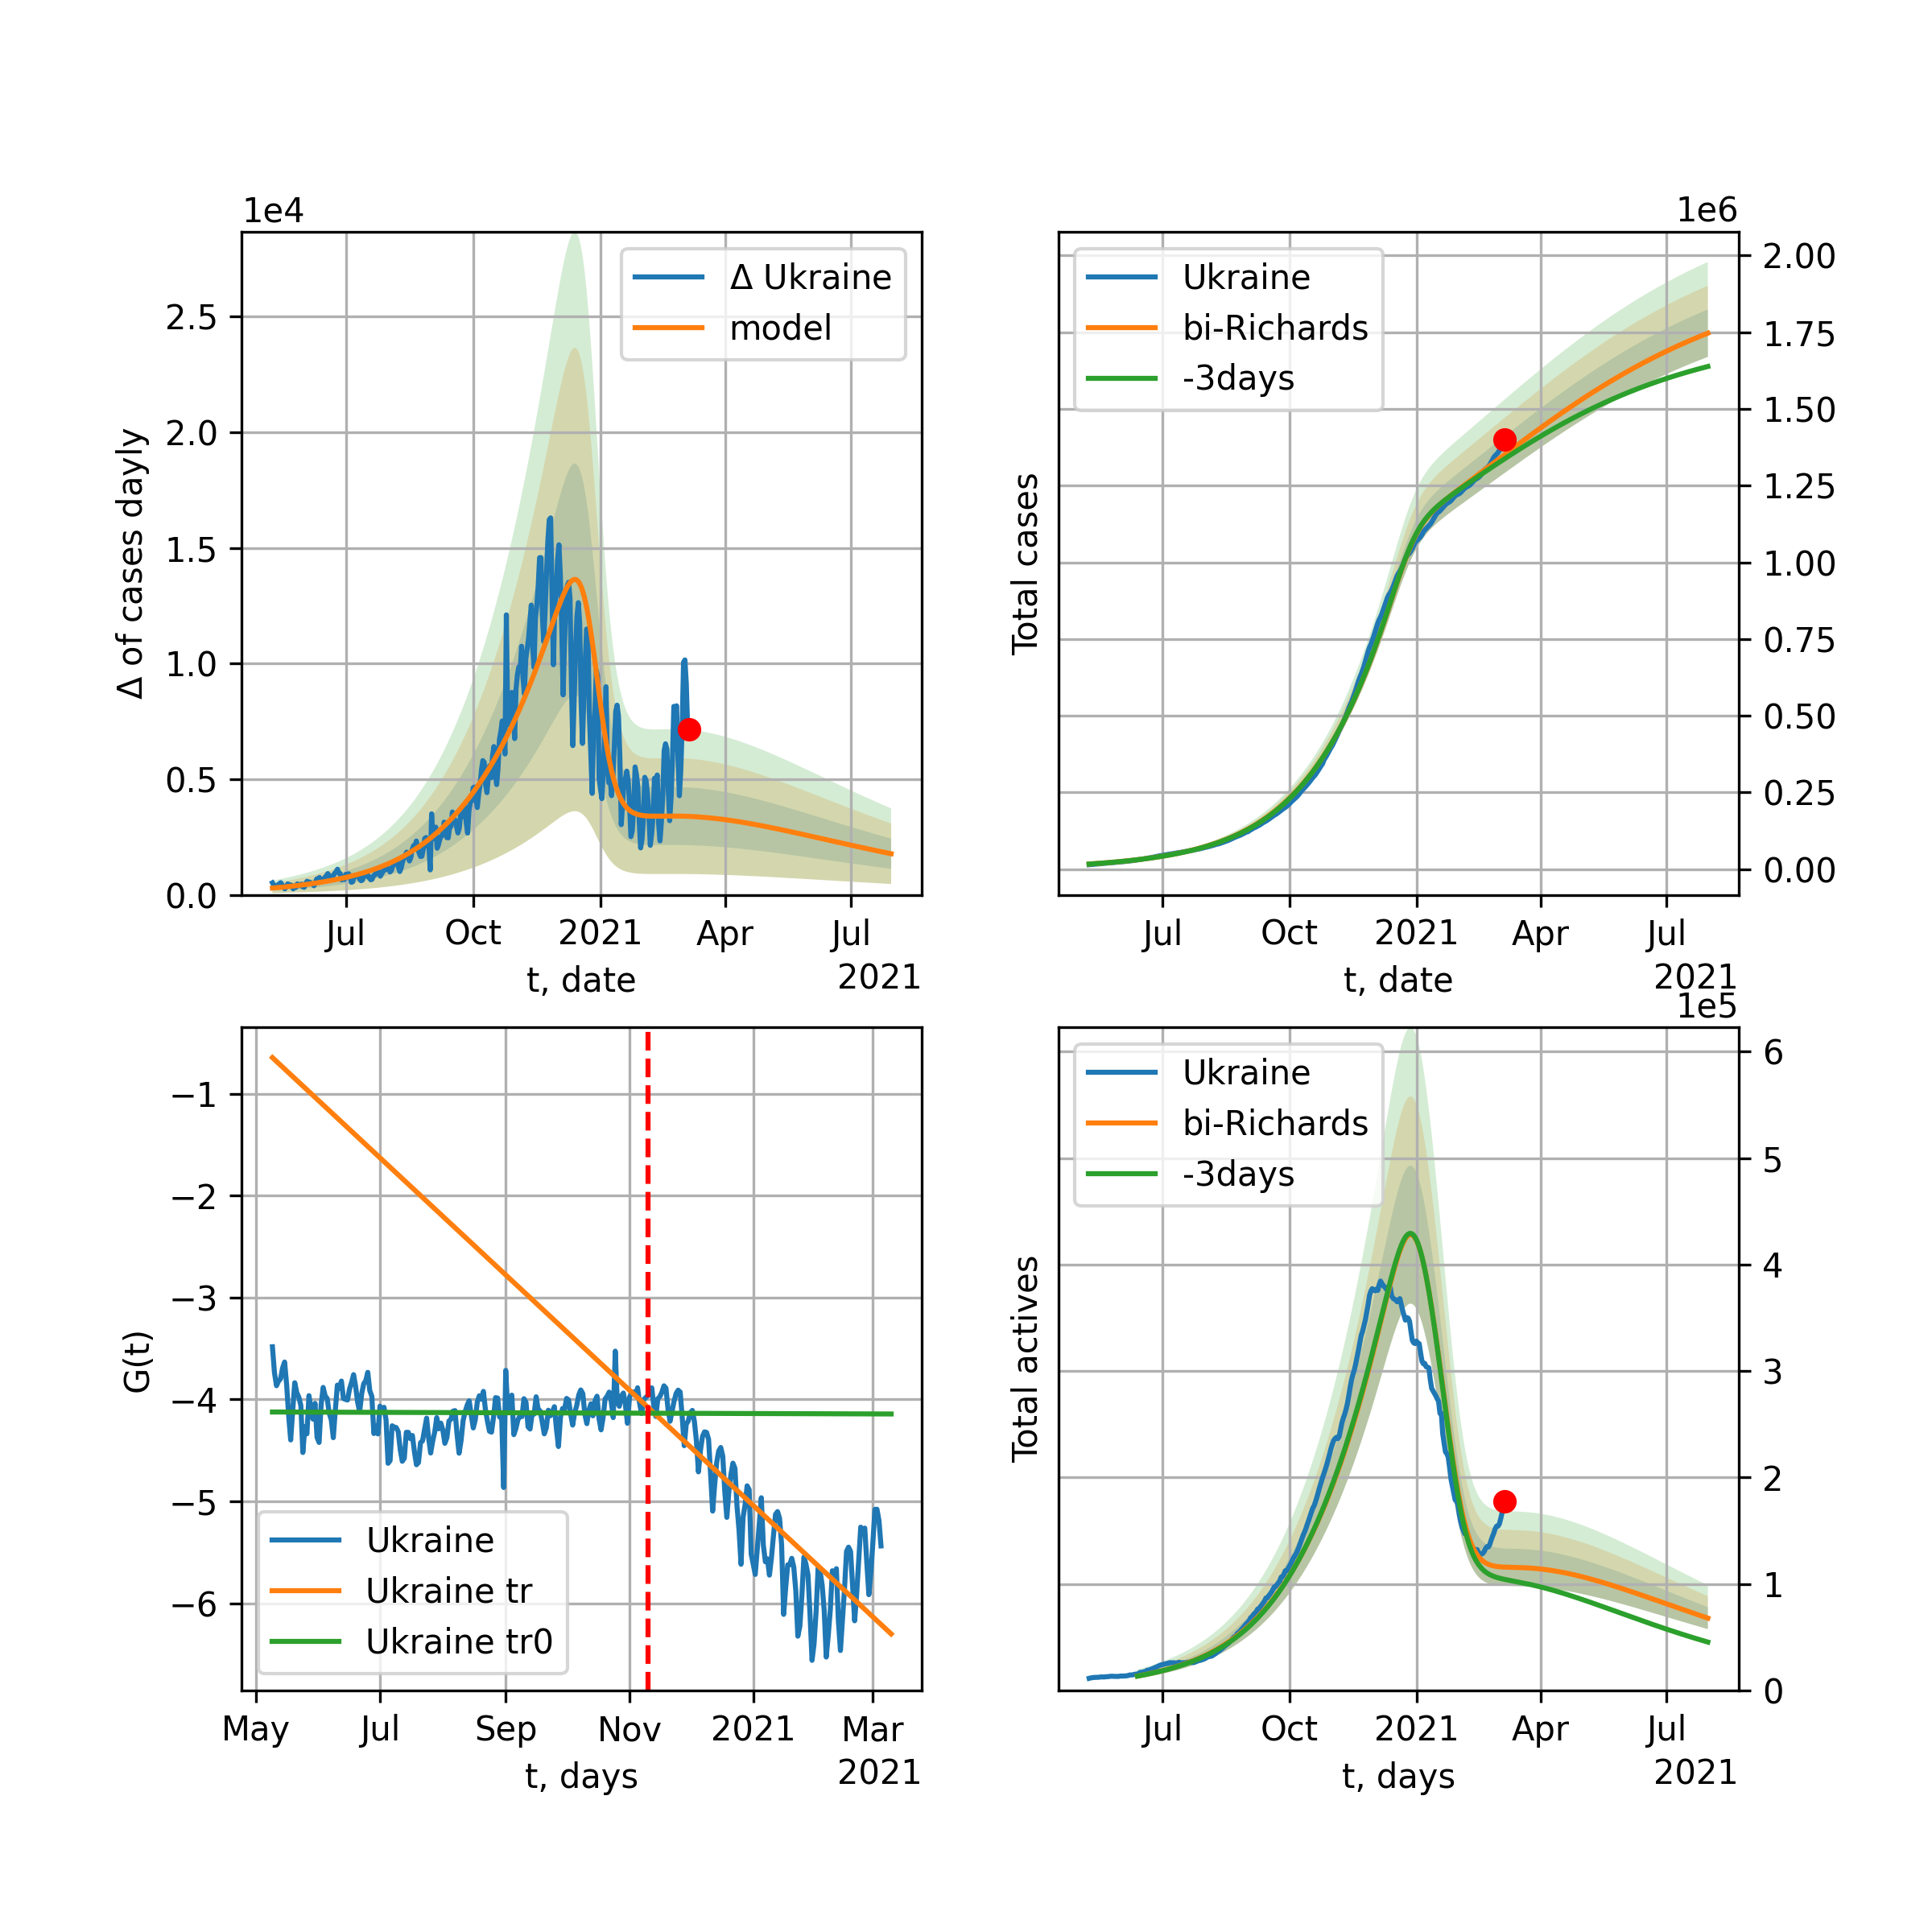 1e4
Δ of cases dayly
2.5
2.0
1.5
1.0
0.5
0.0
Δ Ukraine
model
Jul Oct 2021 Apr Jul
t, date
2021
1e6
Total cases
Ukraine
bi-Richards
-3days
2.00
1.75
1.50
1.25
1.00
0.75
0.50
0.25
0.00
Jul Oct 2021 Apr Jul
t, date
2021
G(t)
−1
−2
−3
−4
−5
−6
Ukraine
Ukraine tr
Ukraine tr0
May Jul Sep Nov 2021 Mar
t, days
2021
1e5
Total actives
Ukraine
bi-Richards
-3days
6
5
4
3
2
1
0
Jul Oct 2021 Apr Jul
t, days
2021